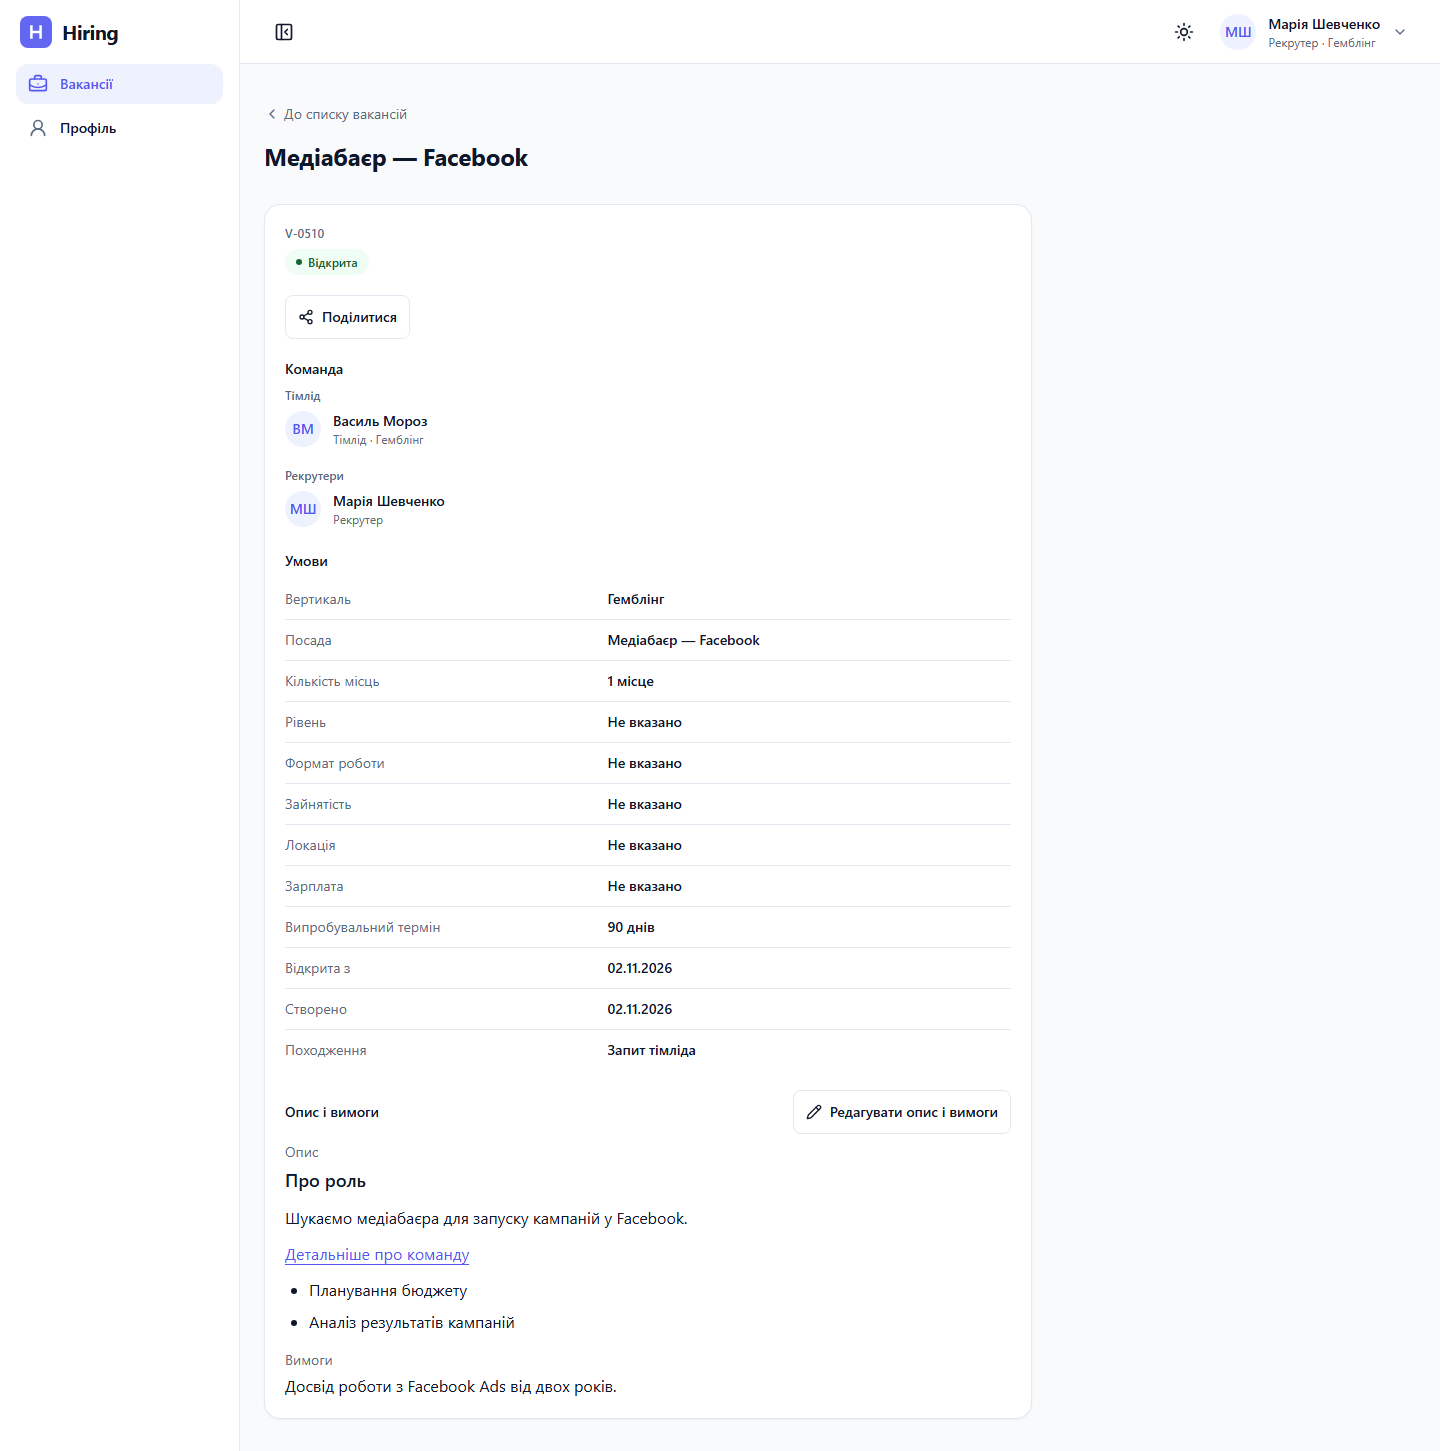 H Hiring
Вакансії
Профіль
МШ
Марія Шевченко
Рекрутер · Гемблінг
До списку вакансій
Медіабаєр — Facebook
V-0510
Відкрита
Поділитися
Команда
Тімлід
ВМ
Василь Мороз
Тімлід · Гемблінг
Рекрутери
МШ
Марія Шевченко
Рекрутер
Умови
Вертикаль Гемблінг
Посада Медіабаєр — Facebook
Кількість місць 1 місце
Рівень Не вказано
Формат роботи Не вказано
Зайнятість Не вказано
Локація Не вказано
Зарплата Не вказано
Випробувальний термін 90 днів
Відкрита з 02.11.2026
Створено 02.11.2026
Походження Запит тімліда
Опис і вимоги
Редагувати опис і вимоги
Опис
Про роль
Шукаємо медіабаєра для запуску кампаній у Facebook.
Детальніше про команду
• Планування бюджету
• Аналіз результатів кампаній
Вимоги
Досвід роботи з Facebook Ads від двох років.